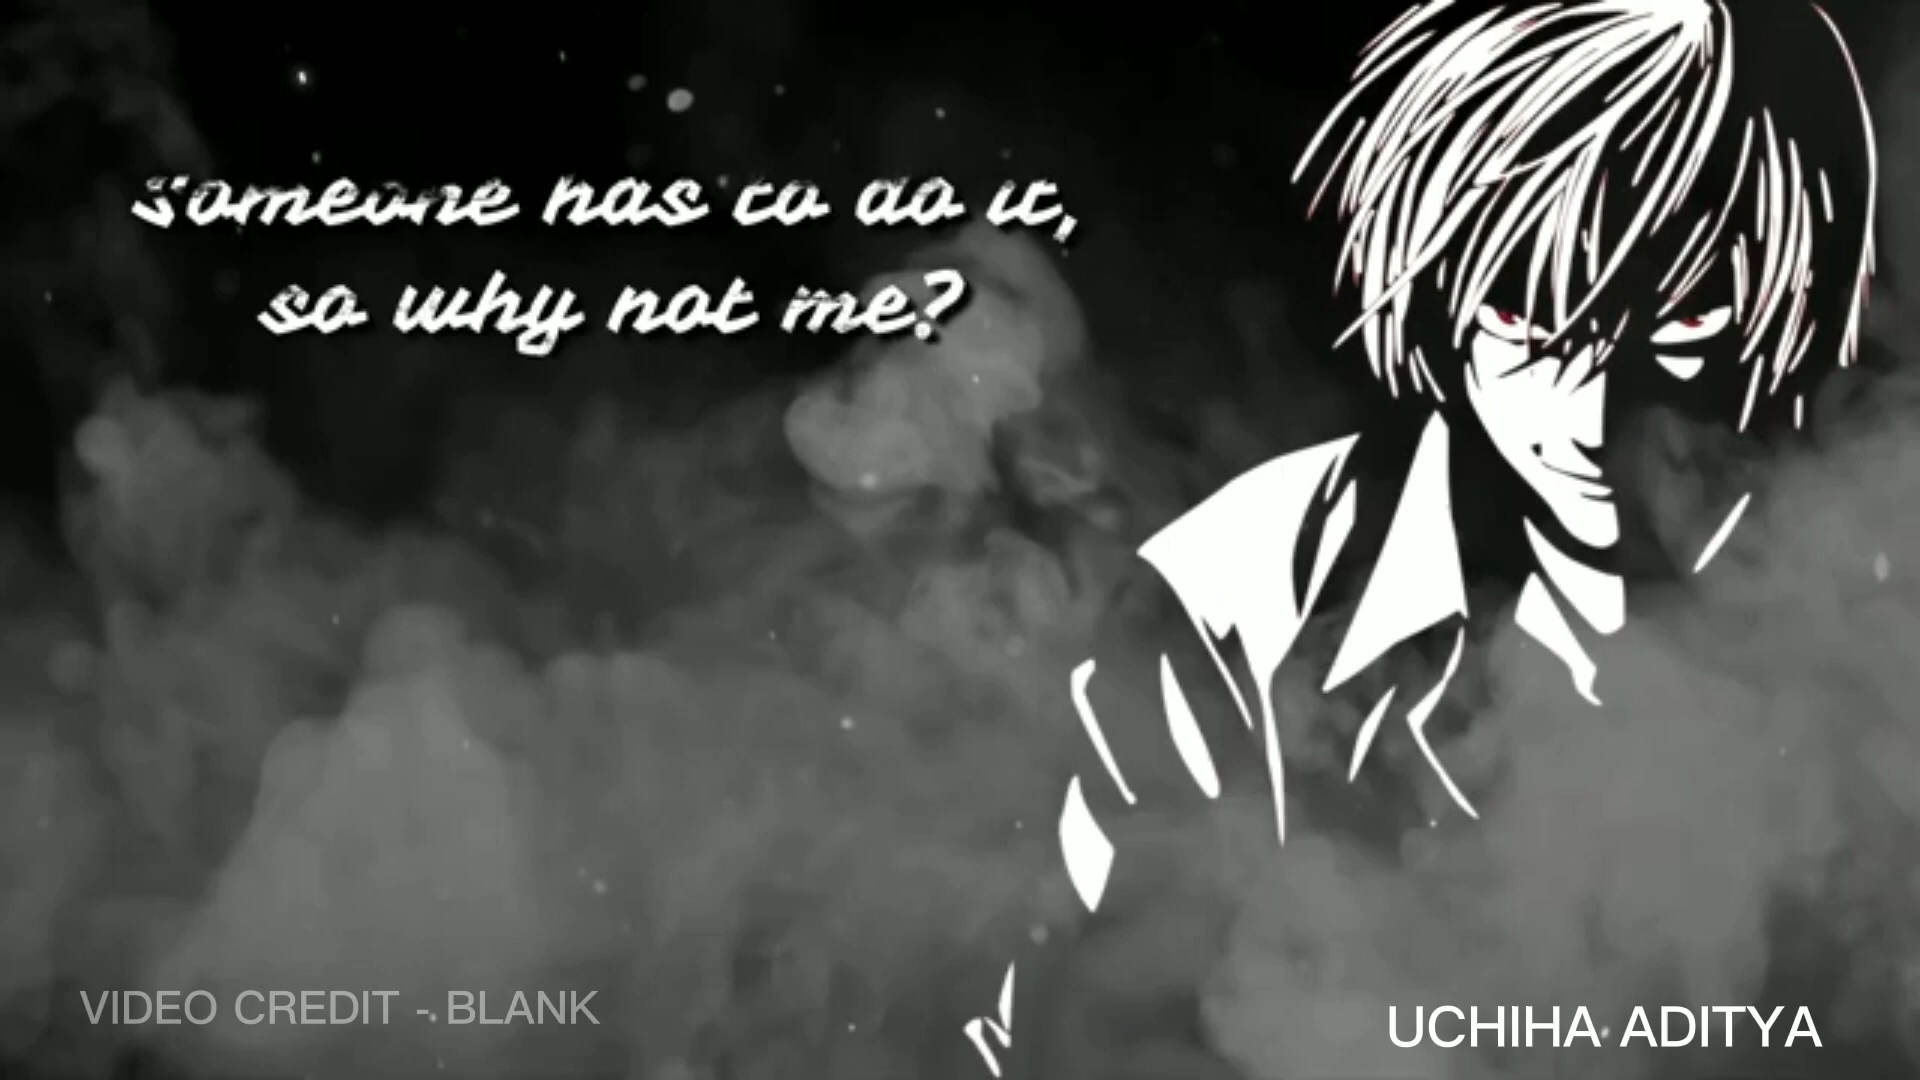 Someone has to do it,
so why not me?
VIDEO CREDIT - BLANK
UCHIHA ADITYA